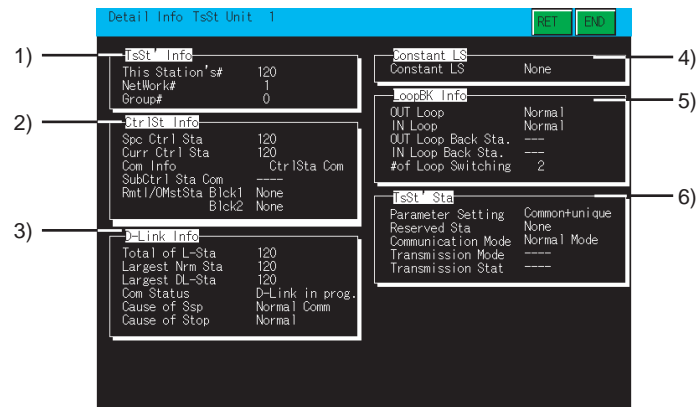 Detail Info TsSt Unit 1
RET END
1)
TsSt' Info
This Station's# 120
NetWork# 1
Group# 0
2)
CtrlSt Info
Spc Ctrl Sta 120
Curr Ctrl Sta 120
Com Info CtrlSta Com
SubCtrl Sta Com ----
Rmtl/OMstSta Blck1 None
Blck2 None
3)
D-Link Info
Total of L-Sta 120
Largest Nrm Sta 120
Largest DL-Sta 120
Com Status D-Link in prog.
Cause of Ssp Normal Comm
Cause of Stop Normal
4)
Constant LS
Constant LS None
5)
LoopBK Info
OUT Loop Normal
IN Loop Normal
OUT Loop Back Sta. ---
IN Loop Back Sta. ---
#of Loop Switching 2
6)
TsSt' Sta
Parameter Setting Common+unique
Reserved Sta None
Communication Mode Normal Mode
Transmission Mode ----
Transmission Stat ----